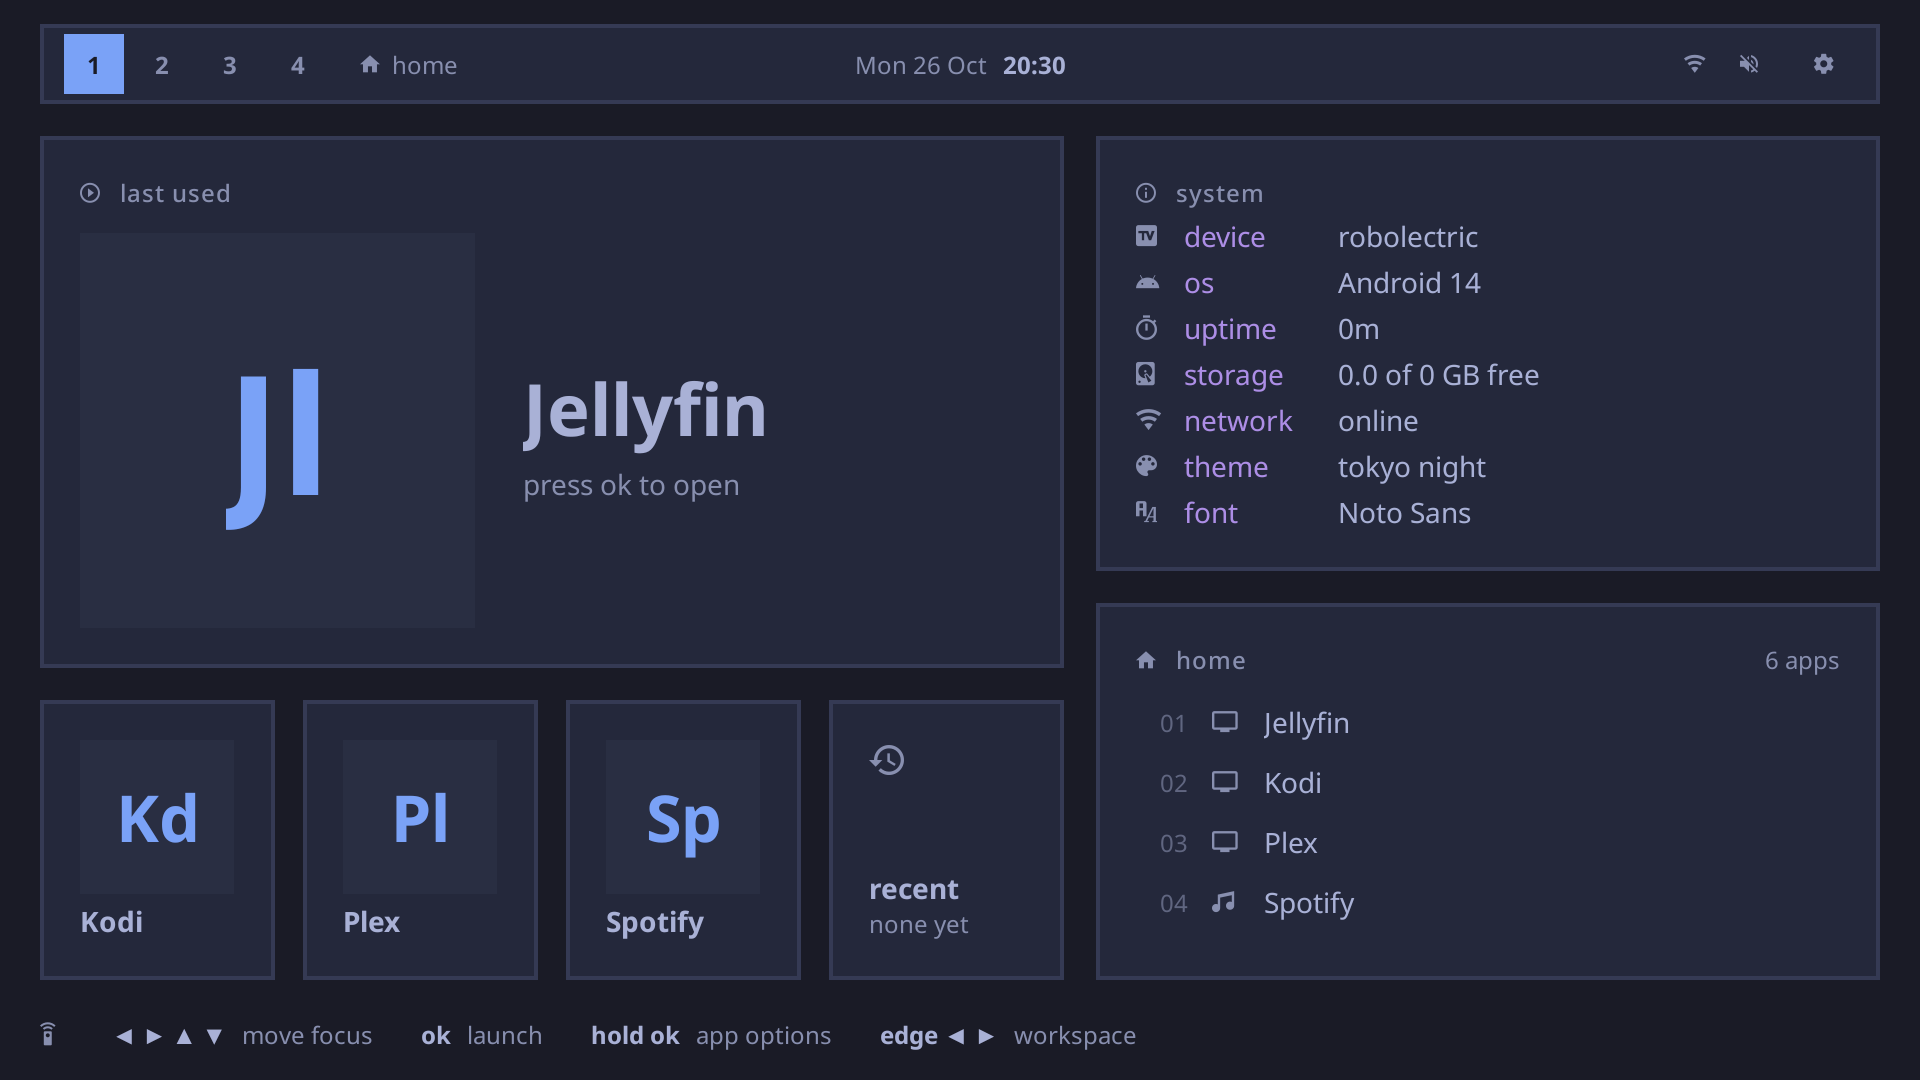 1 2 3 4 home Mon 26 Oct 20:30
last used
Jl
Jellyfin
press ok to open
system
TV device robolectric
os Android 14
uptime 0m
storage 0.0 of 0 GB free
network online
theme tokyo night
font Noto Sans
Kd
Kodi
Pl
Plex
Sp
Spotify
recent
none yet
home 6 apps
01 Jellyfin
02 Kodi
03 Plex
04 Spotify
◀ ▶ ▲ ▼ move focus ok launch hold ok app options edge ◀ ▶ workspace